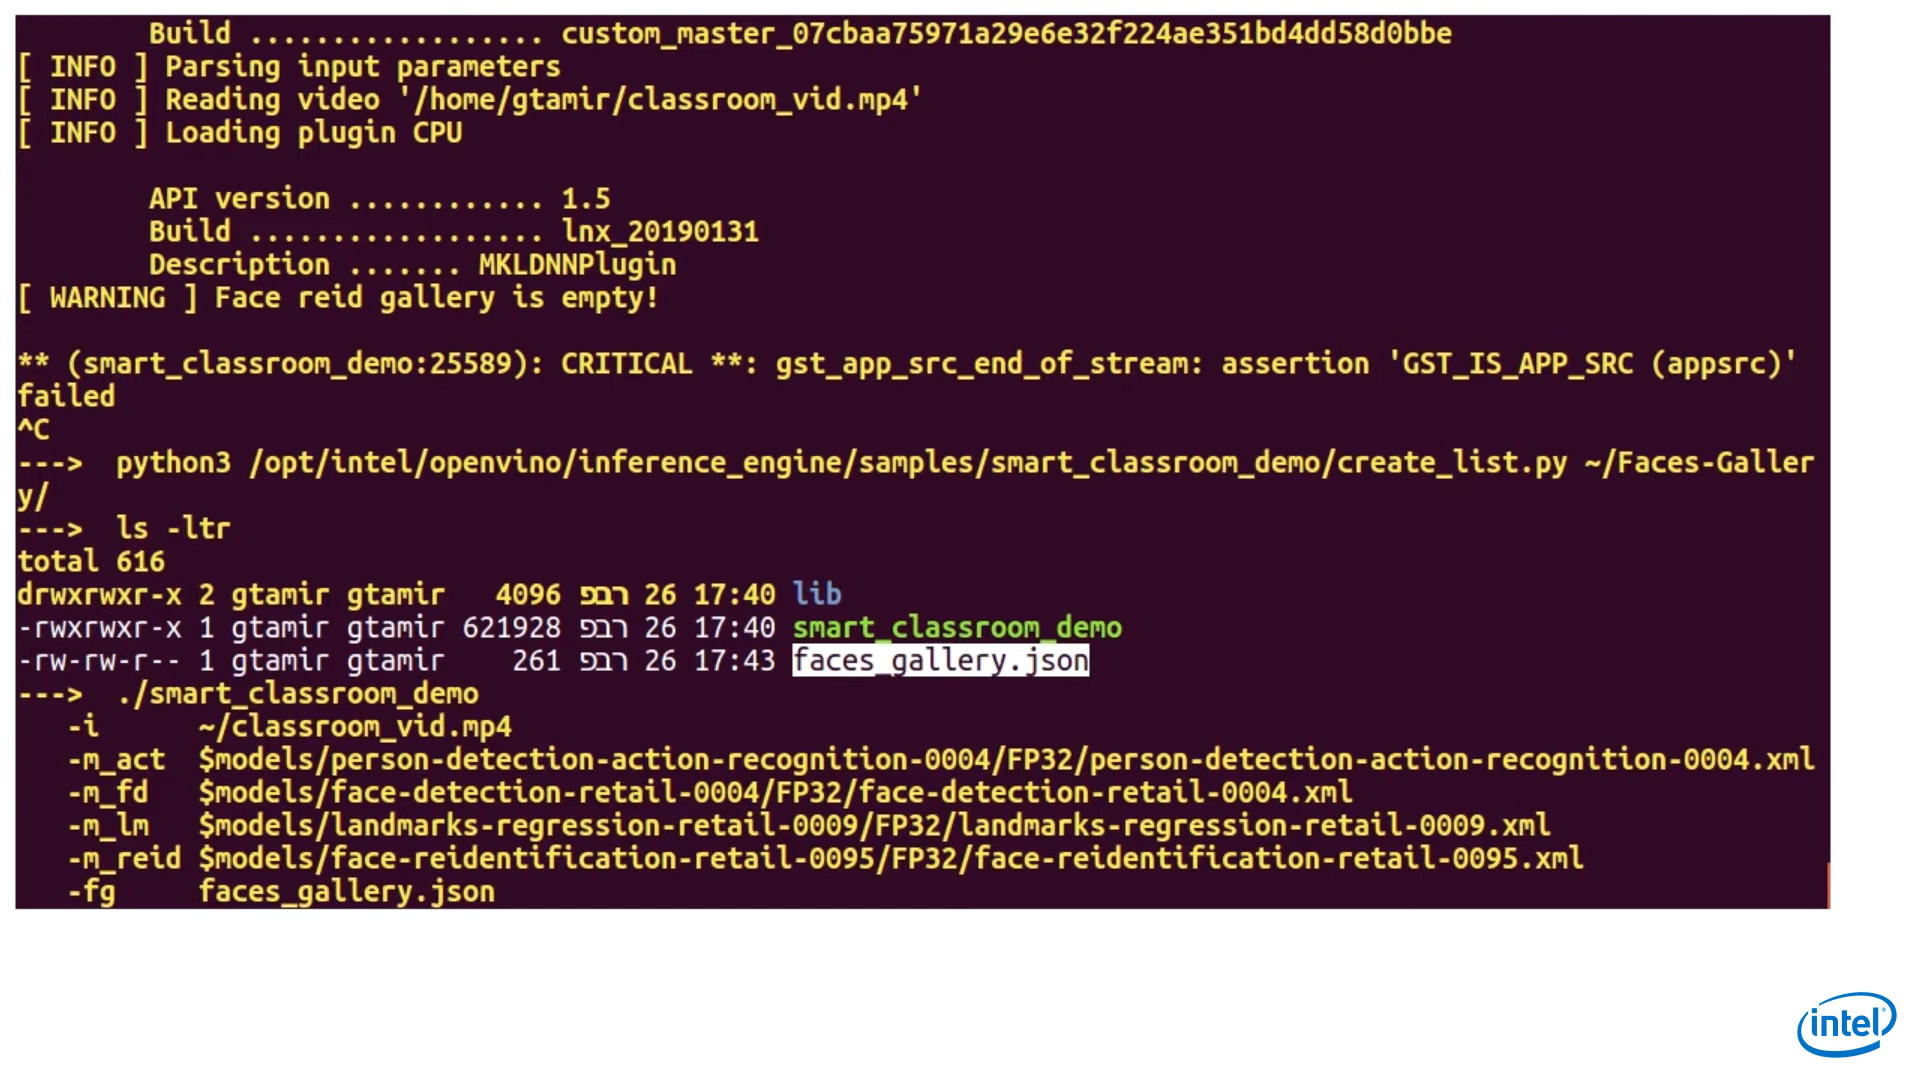 Build .................. custom_master_07cbaa75971a29e6e32f224ae351bd4dd58d0bbe
[ INFO ] Parsing input parameters
[ INFO ] Reading video '/home/gtamir/classroom_vid.mp4'
[ INFO ] Loading plugin CPU
API version ............ 1.5
Build .................. lnx_20190131
Description ....... MKLDNNPlugin
[ WARNING ] Face reid gallery is empty!
** (smart_classroom_demo:25589): CRITICAL **: gst_app_src_end_of_stream: assertion 'GST_IS_APP_SRC (appsrc)'
failed
^C
---> python3 /opt/intel/openvino/inference_engine/samples/smart_classroom_demo/create_list.py ~/Faces-Galler
y/
---> ls -ltr
total 616
drwxrwxr-x 2 gtamir gtamir 4096 פבר 26 17:40 lib
-rwxrwxr-x 1 gtamir gtamir 621928 פבר 26 17:40 smart_classroom_demo
-rw-rw-r-- 1 gtamir gtamir 261 פבר 26 17:43 faces_gallery.json
---> ./smart_classroom_demo
-i ~/classroom_vid.mp4
-m_act $models/person-detection-action-recognition-0004/FP32/person-detection-action-recognition-0004.xml
-m_fd $models/face-detection-retail-0004/FP32/face-detection-retail-0004.xml
-m_lm $models/landmarks-regression-retail-0009/FP32/landmarks-regression-retail-0009.xml
-m_reid $models/face-reidentification-retail-0095/FP32/face-reidentification-retail-0095.xml
-fg faces_gallery.json
intel